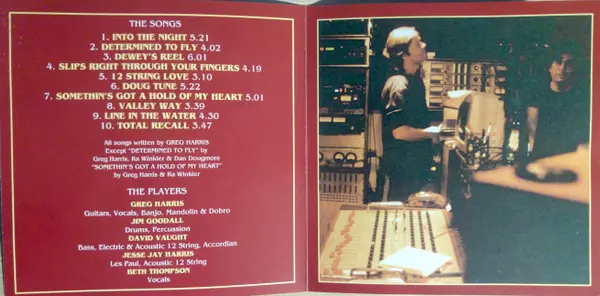 THE SONGS
1. INTO THE NIGHT 5.21
2. DETERMINED TO FLY 4.02
3. DEWEY'S REEL 6.01
4. SLIPS RIGHT THROUGH YOUR FINGERS 4.19
5. 12 STRING LOVE 3.10
6. DOUG TUNE 5.22
7. SOMETHIN'S GOT A HOLD OF MY HEART 5.01
8. VALLEY WAY 3.39
9. LINE IN THE WATER 4.30
10. TOTAL RECALL 3.47
All songs written by GREG HARRIS
Except "DETERMINED TO FLY" by
Greg Harris, Ra Winkler & Dan Dougmore
"SOMETHIN'S GOT A HOLD OF MY HEART"
by Greg Harris & Ra Winkler
THE PLAYERS
GREG HARRIS
Guitars, Vocals, Banjo, Mandolin & Dobro
JIM GOODALL
Drums, Percussion
DAVID VAUGHT
Bass, Electric & Acoustic 12 String, Accordian
JESSE JAY HARRIS
Les Paul, Acoustic 12 String
BETH THOMPSON
Vocals